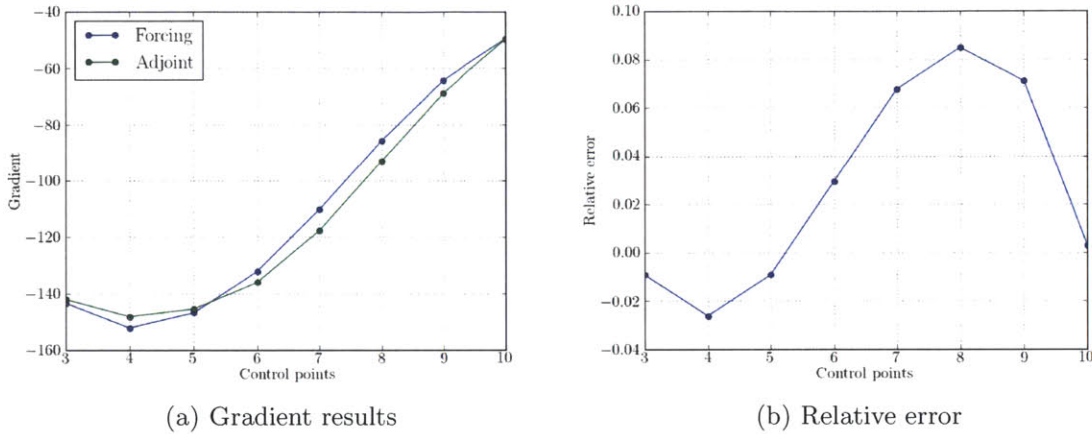 −40
−60
−80
−100
−120
−140
−160
Gradient
Forcing
Adjoint
3 4 5 6 7 8 9 10
Control points
(a) Gradient results
0.10
0.08
0.06
0.04
0.02
0.00
−0.02
−0.04
Relative error
3 4 5 6 7 8 9 10
Control points
(b) Relative error